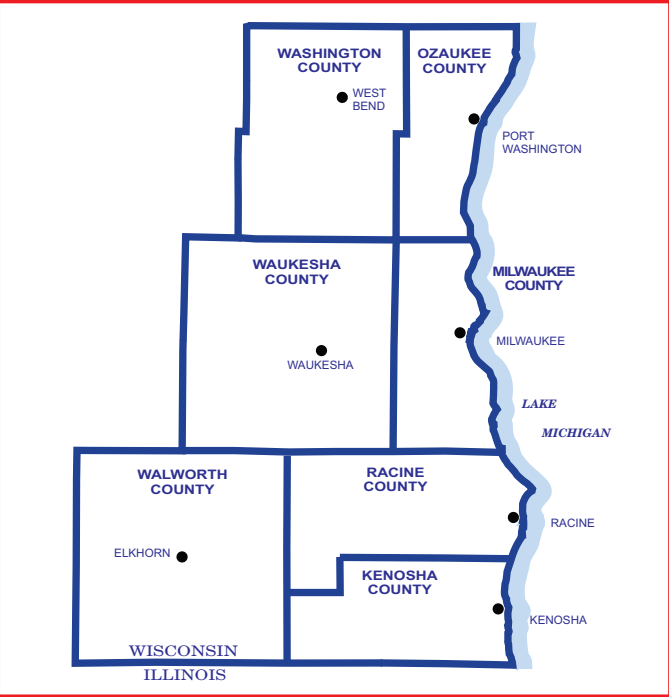 WASHINGTON
COUNTY
OZAUKEE
COUNTY
WEST
BEND
PORT
WASHINGTON
WAUKESHA
COUNTY
MILWAUKEE
COUNTY
MILWAUKEE
WAUKESHA
LAKE
MICHIGAN
WALWORTH
COUNTY
RACINE
COUNTY
RACINE
ELKHORN
KENOSHA
COUNTY
KENOSHA
WISCONSIN
ILLINOIS